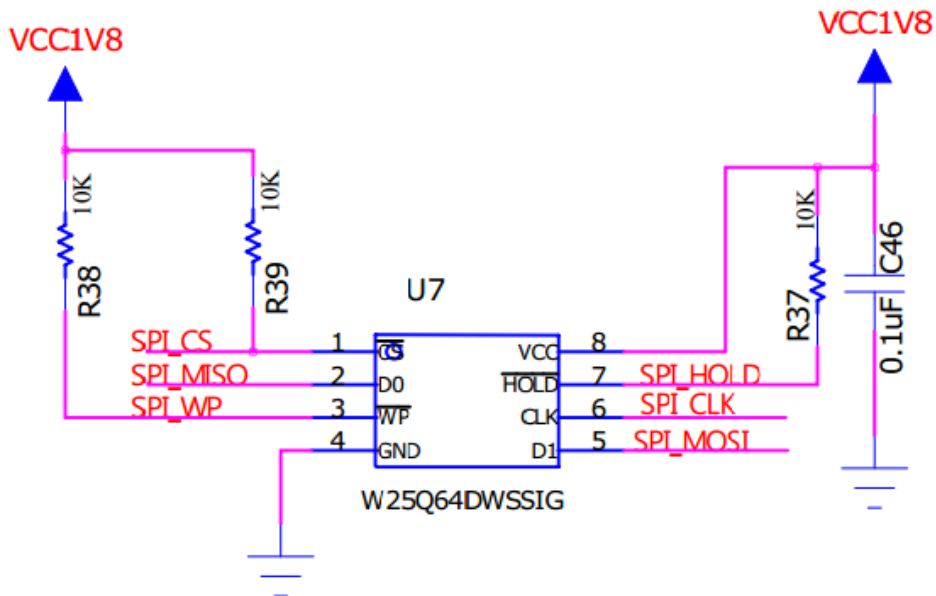 VCC1V8
VCC1V8
10K
R38
10K
R39
10K
R37
C46
0.1uF
U7
SPI_CS
1
CS
VCC
8
SPI_MISO
2
D0
HOLD
7
SPI_HOLD
SPI_WP
3
WP
CLK
6
SPI_CLK
4
GND
D1
5
SPI_MOSI
W25Q64DWSSIG